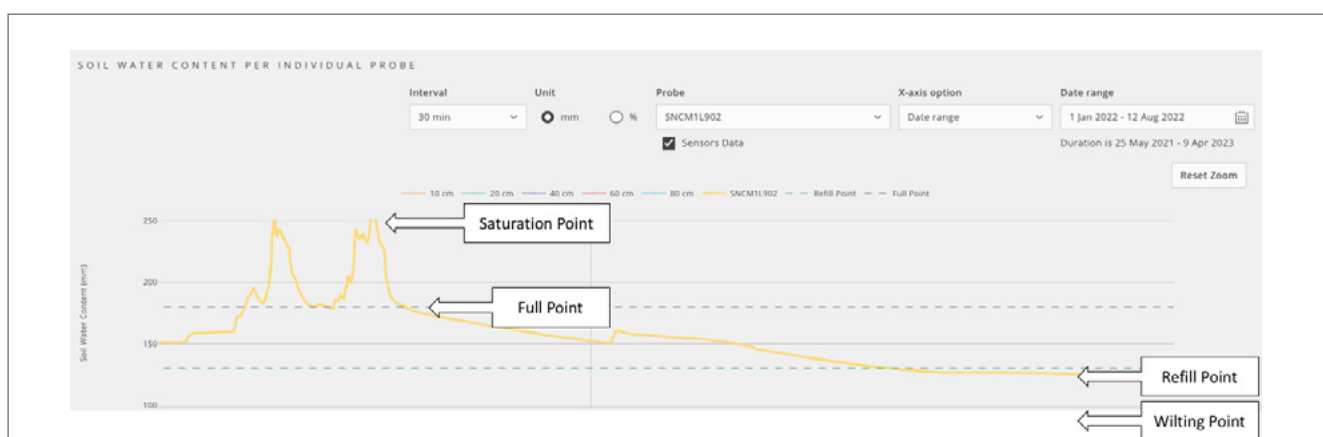 SOIL WATER CONTENT PER INDIVIDUAL PROBE
Interval Unit Probe X-axis option Date range
30 min mm % SNCM1L902 Date range 1 Jan 2022 - 12 Aug 2022
Sensors Data Duration is 25 May 2021 - 9 Apr 2023
Reset Zoom
10 cm 20 cm 40 cm 60 cm 80 cm SNCM1L902 Refill Point Full Point
250
Saturation Point
200
Full Point
150
Refill Point
100
Wilting Point
Soil Water Content (mm)